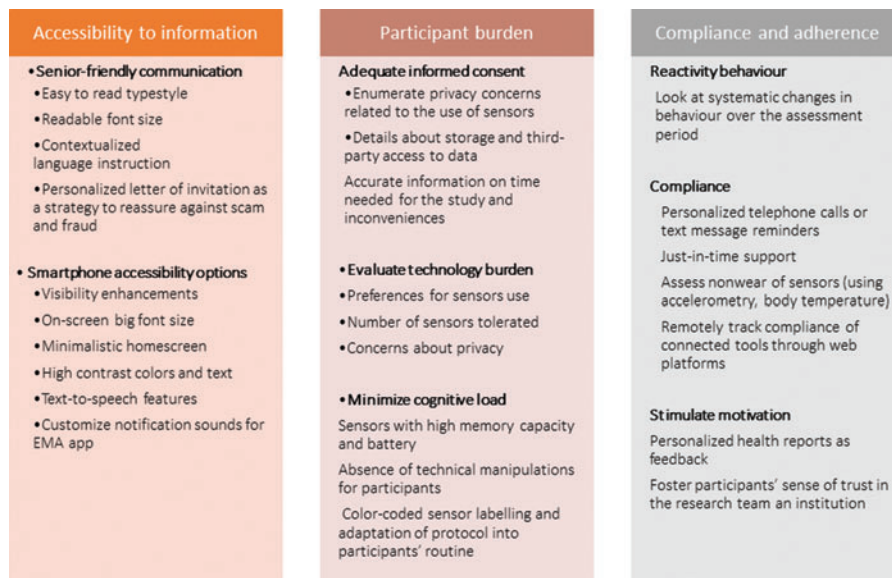 Accessibility to information
•Senior-friendly communication
•Easy to read typestyle
•Readable font size
•Contextualized
language instruction
•Personalized letter of invitation as
a strategy to reassure against scam
and fraud
• Smartphone accessibility options
•Visibility enhancements
•On-screen big font size
•Minimalistic homescreen
•High contrast colors and text
•Text-to-speech features
•Customize notification sounds for
EMA app
Participant burden
Adequate informed consent
•Enumerate privacy concerns
related to the use of sensors
•Details about storage and third-
party access to data
Accurate information on time
needed for the study and
inconveniences
•Evaluate technology burden
•Preferences for sensors use
•Number of sensors tolerated
•Concerns about privacy
•Minimize cognitive load
Sensors with high memory capacity
and battery
Absence of technical manipulations
for participants
Color-coded sensor labelling and
adaptation of protocol into
participants' routine
Compliance and adherence
Reactivity behaviour
Look at systematic changes in
behaviour over the assessment
period
Compliance
Personalized telephone calls or
text message reminders
Just-in-time support
Assess nonwear of sensors (using
accelerometry, body temperature)
Remotely track compliance of
connected tools through web
platforms
Stimulate motivation
Personalized health reports as
feedback
Foster participants' sense of trust in
the research team an institution